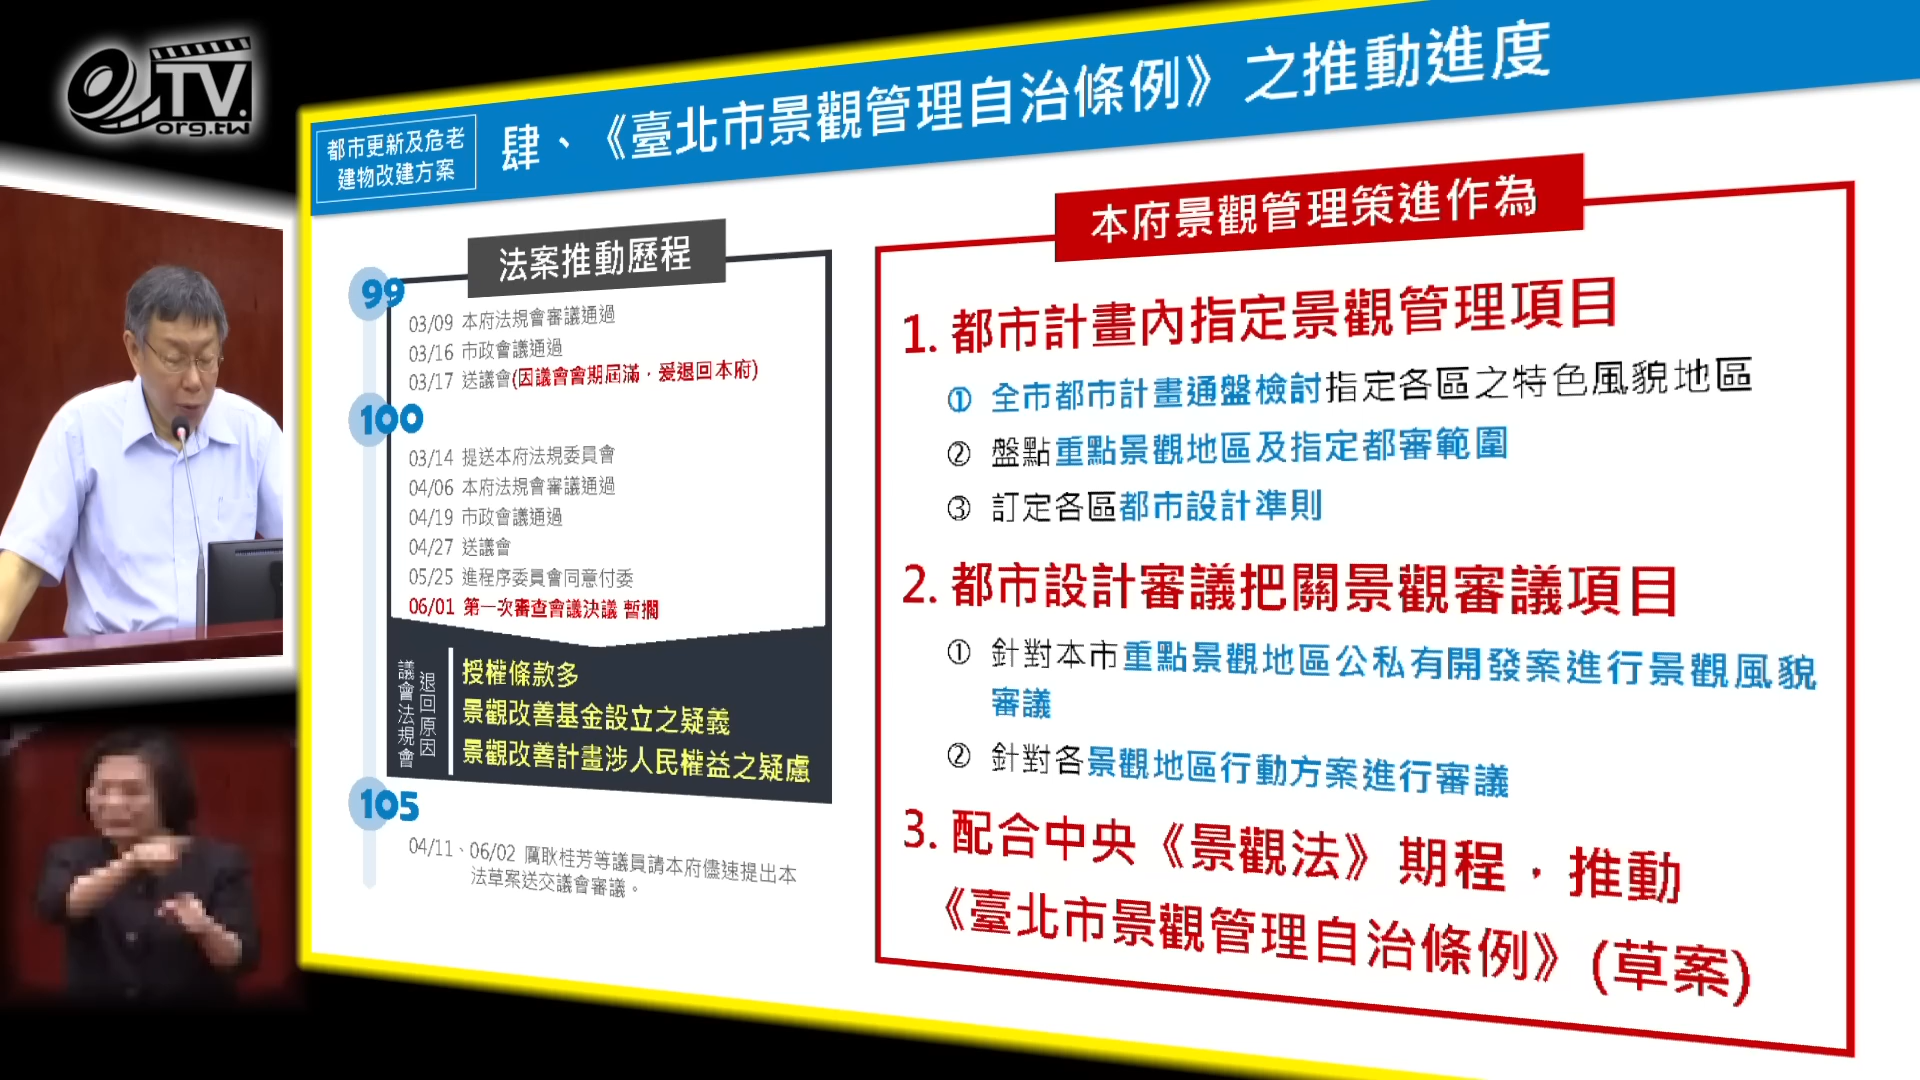 TV.
org.tw
都市更新及危老
建物改建方案
肆、《臺北市景觀管理自治條例》之推動進度
法案推動歷程
99
03/09 本府法規會審議通過
03/16 市政會議通過
03/17 送議會(因議會會期屆滿，爰退回本府)
100
03/14 提送本府法規委員會
04/06 本府法規會審議通過
04/19 市政會議通過
04/27 送議會
05/25 進程序委員會同意付委
06/01 第一次審查會議決議 暫擱
議會法規會
退回原因
授權條款多
景觀改善基金設立之疑義
景觀改善計畫涉人民權益之疑慮
105
04/11、06/02 厲耿桂芳等議員請本府儘速提出本
法草案送交議會審議。
本府景觀管理策進作為
1. 都市計畫內指定景觀管理項目
① 全市都市計畫通盤檢討指定各區之特色風貌地區
② 盤點重點景觀地區及指定都審範圍
③ 訂定各區都市設計準則
2. 都市設計審議把關景觀審議項目
① 針對本市重點景觀地區公私有開發案進行景觀風貌
審議
② 針對各景觀地區行動方案進行審議
3. 配合中央《景觀法》期程，推動
《臺北市景觀管理自治條例》(草案)